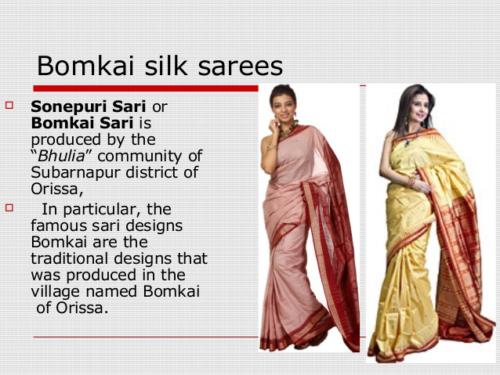 Bomkai silk sarees
Sonepuri Sari or
Bomkai Sari is
produced by the
“Bhulia” community of
Subarnapur district of
Orissa,
In particular, the
famous sari designs
Bomkai are the
traditional designs that
was produced in the
village named Bomkai
of Orissa.